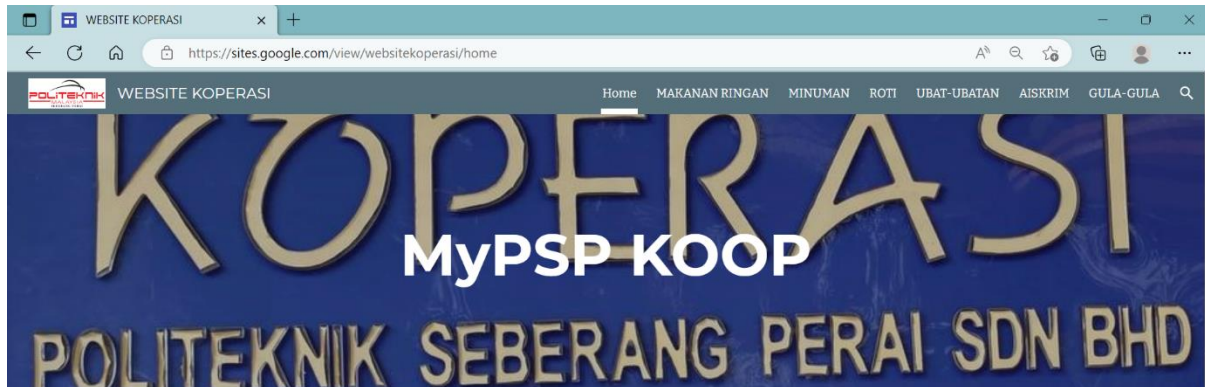 WEBSITE KOPERASI
https://sites.google.com/view/websitekoperasi/home
POLITEKNIK
MALAYSIA
WEBSITE KOPERASI
Home MAKANAN RINGAN MINUMAN ROTI UBAT-UBATAN AISKRIM GULA-GULA
KOPERASI
MyPSP KOOP
POLITEKNIK SEBERANG PERAI SDN BHD